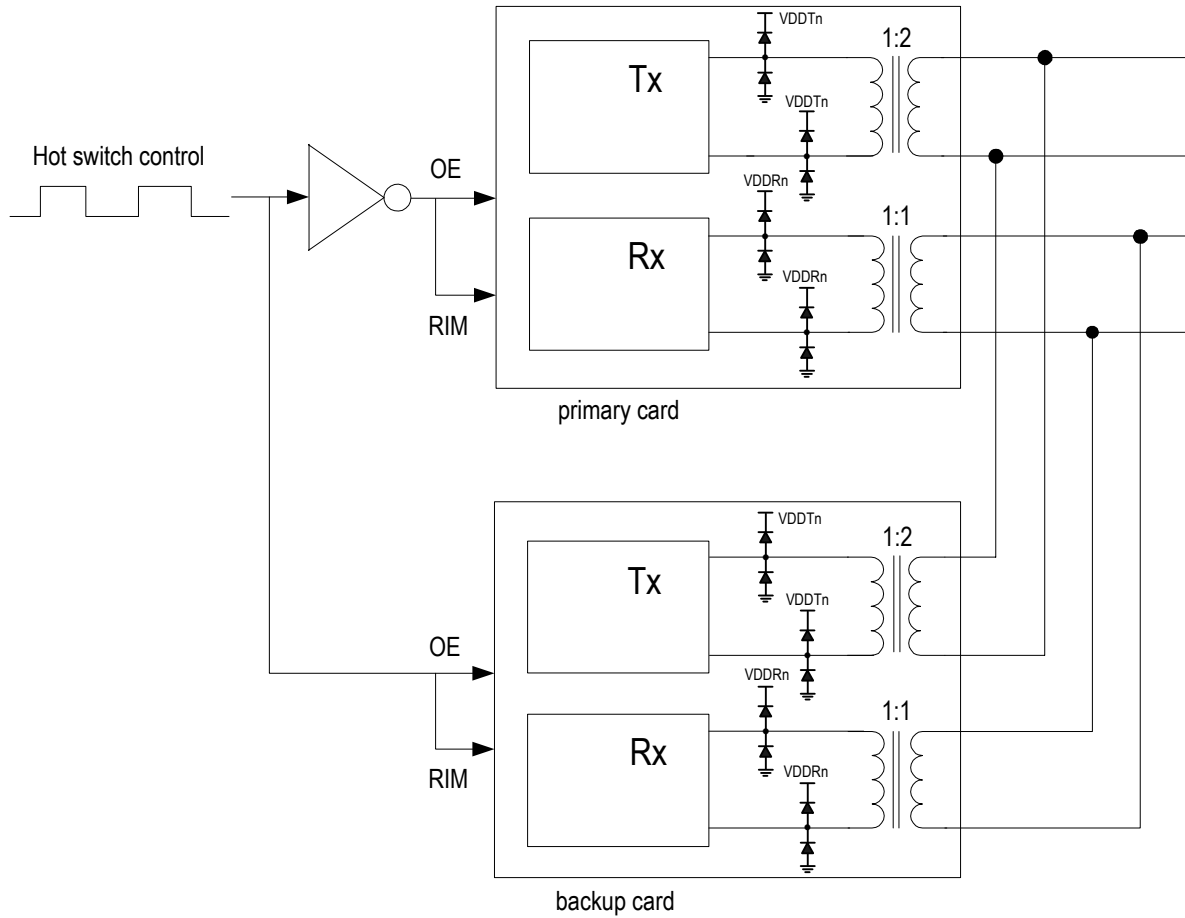 VDDTn
1:2
Tx
VDDTn
Hot switch control
OE
VDDRn
1:1
Rx
VDDRn
RIM
primary card
VDDTn
1:2
Tx
VDDTn
OE
VDDRn
1:1
Rx
RIM
VDDRn
backup card